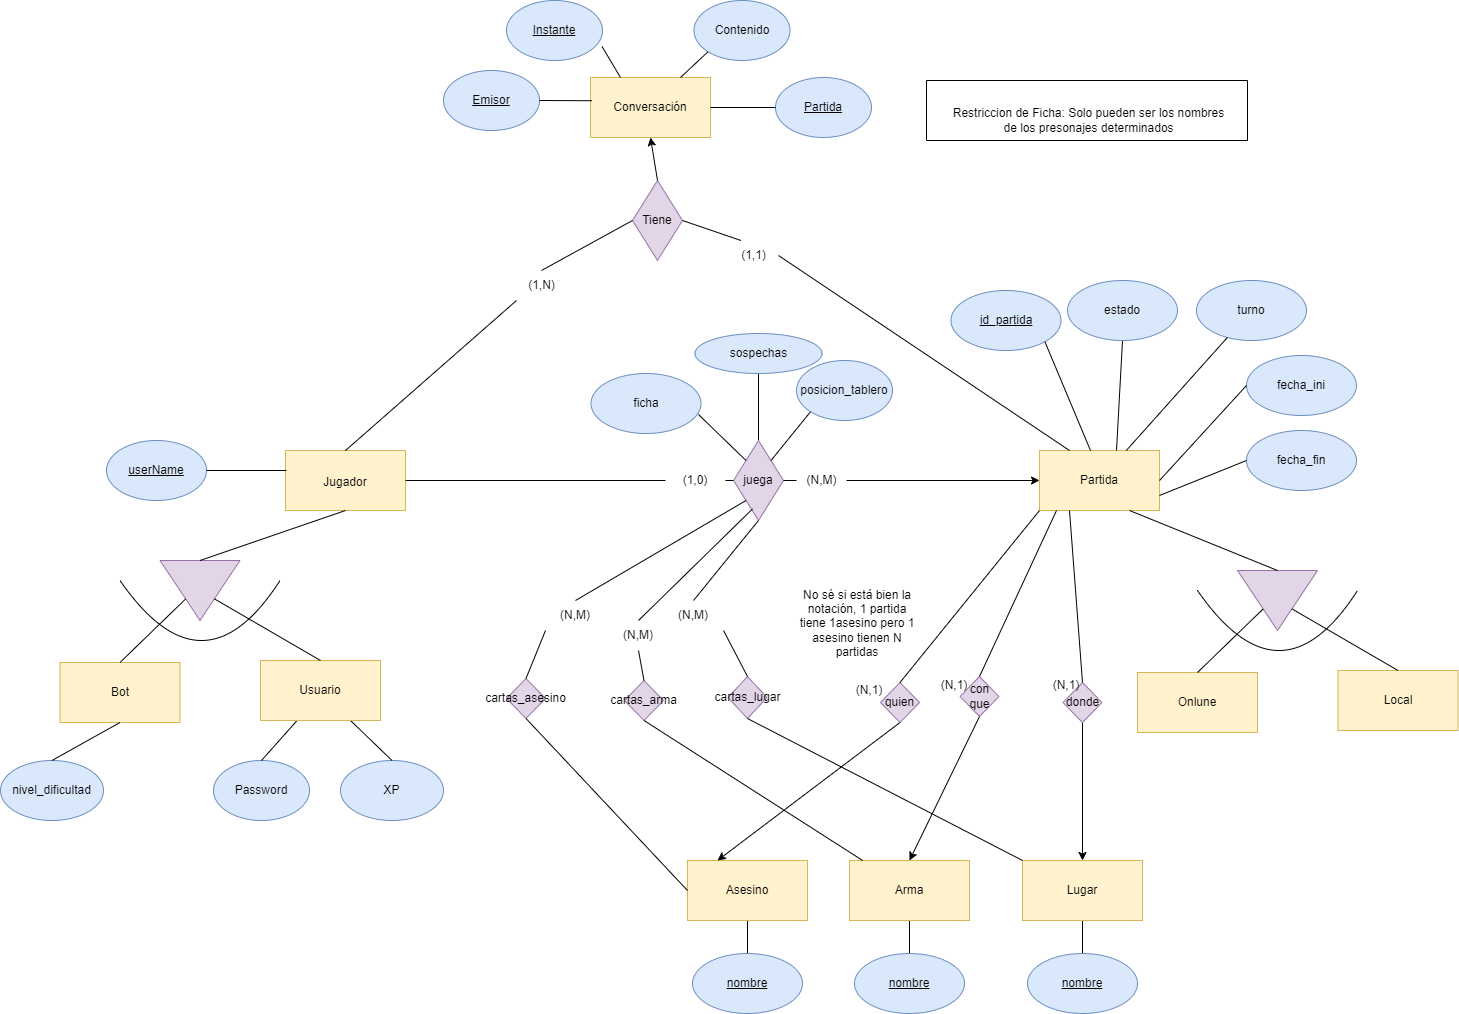 Instante
Contenido
Emisor
Conversación
Partida
Restriccion de Ficha: Solo pueden ser los nombres
de los presonajes determinados
Tiene
(1,1)
(1,N)
id_partida
estado
turno
sospechas
posicion_tablero
ficha
fecha_ini
fecha_fin
userName
Jugador
(1,0)
juega
(N,M)
Partida
No sé si está bien la
notación, 1 partida
tiene 1asesino pero 1
asesino tienen N
partidas
(N,M)
(N,M)
(N,M)
Bot
Usuario
cartas_asesino
cartas_arma
cartas_lugar
(N,1)
quien
(N,1)
con
que
(N,1)
donde
Onlune
Local
nivel_dificultad
Password
XP
Asesino
Arma
Lugar
nombre
nombre
nombre